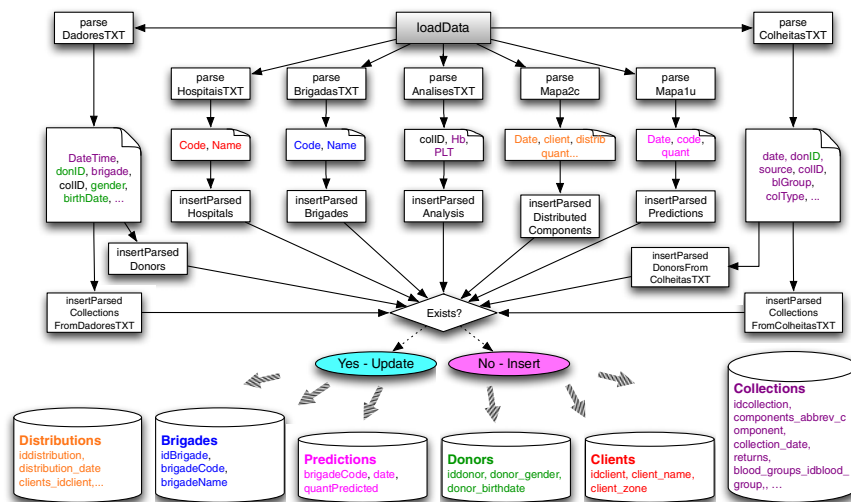 parse
DadoresTXT
loadData
parse
ColheitasTXT
parse
HospitaisTXT
parse
BrigadasTXT
parse
AnalisesTXT
parse
Mapa2c
parse
Mapa1u
Code, Name
Code, Name
colID, Hb,
PLT
Date, client, distrib
quant...
Date, code,
quant
DateTime,
donID, brigade,
colID, gender,
birthDate, ...
date, donID,
source, colID,
blGroup,
colType, ...
insertParsed
Hospitals
insertParsed
Brigades
insertParsed
Analysis
insertParsed
Distributed
Components
insertParsed
Predictions
insertParsed
Donors
insertParsed
DonorsFrom
ColheitasTXT
insertParsed
Collections
FromDadoresTXT
Exists?
insertParsed
Collections
FromColheitasTXT
Yes - Update
No - Insert
Distributions
iddistribution,
distribution_date
clients_idclient,...
Brigades
idBrigade,
brigadeCode,
brigadeName
Predictions
brigadeCode, date,
quantPredicted
Donors
iddonor, donor_gender,
donor_birthdate
Clients
idclient, client_name,
client_zone
Collections
idcollection,
components_abbrev_c
omponent,
collection_date,
returns,
blood_groups_idblood_
group,, ...